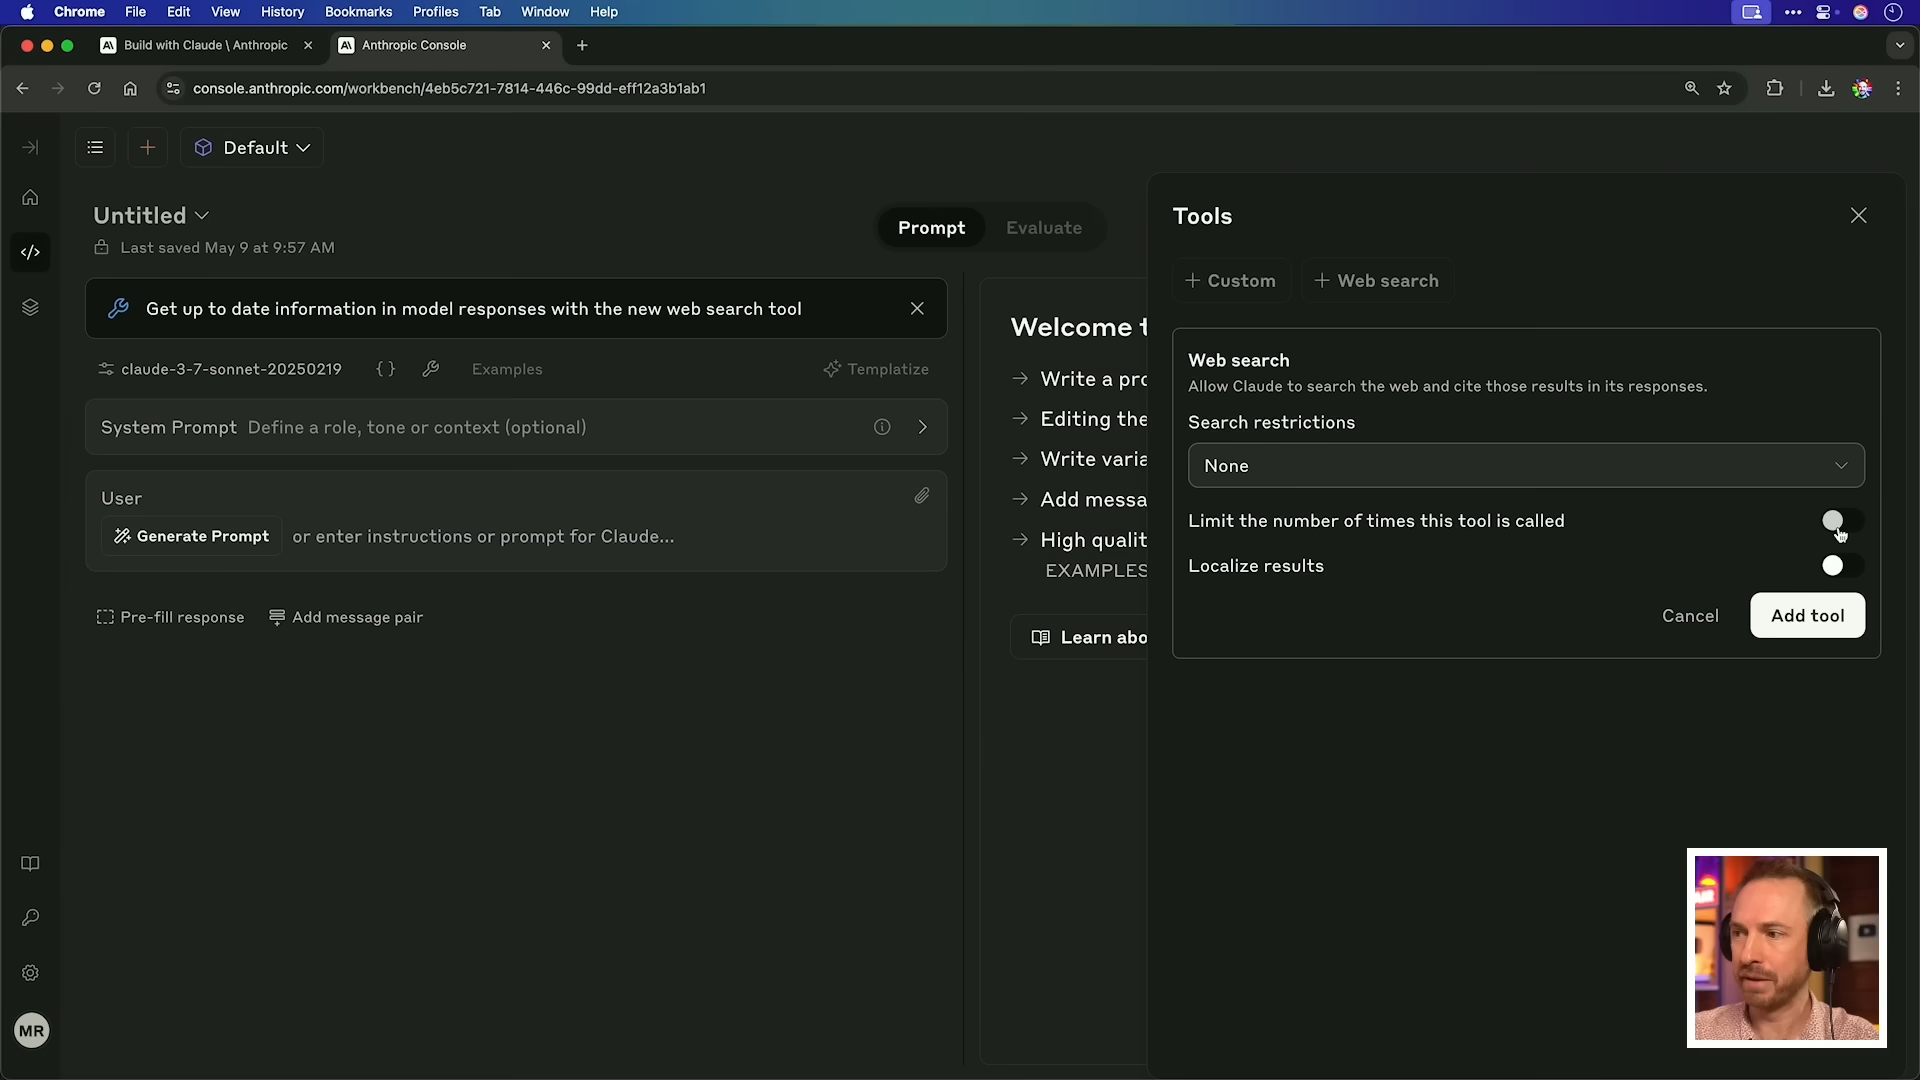 Chrome File Edit View History Bookmarks Profiles Tab Window Help
Build with Claude \ Anthropic
Anthropic Console
console.anthropic.com/workbench/4eb5c721-7814-446c-99dd-eff12a3b1ab1
Default
Untitled
Last saved May 9 at 9:57 AM
Prompt Evaluate
Get up to date information in model responses with the new web search tool
claude-3-7-sonnet-20250219 { } Examples Templatize
System Prompt Define a role, tone or context (optional)
User
Generate Prompt or enter instructions or prompt for Claude...
Pre-fill response Add message pair
Welcome t
Write a pro
Editing the
Write varia
Add messa
High qualit
EXAMPLES
Learn abo
Tools
+ Custom + Web search
Web search
Allow Claude to search the web and cite those results in its responses.
Search restrictions
None
Limit the number of times this tool is called
Localize results
Cancel Add tool
MR